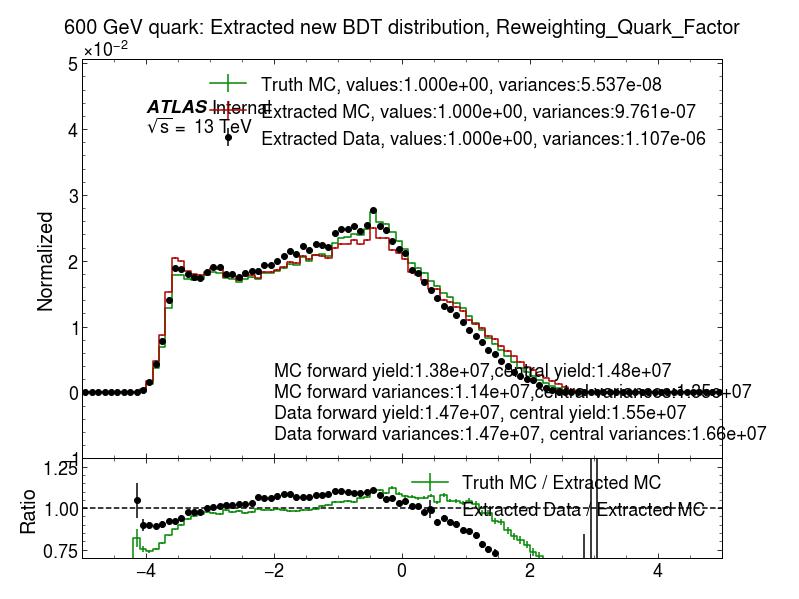 600 GeV quark: Extracted new BDT distribution, Reweighting_Quark_Factor
×10⁻²
5
4
3
2
1
0
Normalized
Truth MC, values:1.000e+00, variances:5.537e-08
Extracted MC, values:1.000e+00, variances:9.761e-07
Extracted Data, values:1.000e+00, variances:1.107e-06
ATLAS Internal
√s = 13 TeV
MC forward yield:1.38e+07,central yield:1.48e+07
MC forward variances:1.14e+07,central variances:1.25e+07
Data forward yield:1.47e+07, central yield:1.55e+07
Data forward variances:1.47e+07, central variances:1.66e+07
1.25
1.00
0.75
Ratio
Truth MC / Extracted MC
Extracted Data / Extracted MC
−4 −2 0 2 4